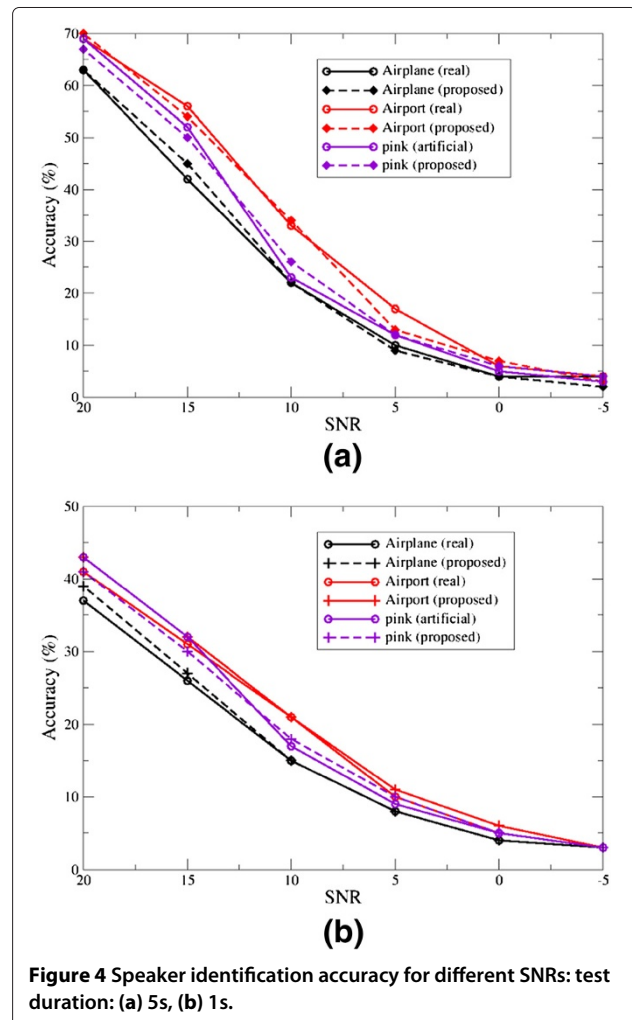 70
60
50
40
30
20
10
0
Accuracy (%)
Airplane (real)
Airplane (proposed)
Airport (real)
Airport (proposed)
pink (artificial)
pink (proposed)
20 15 10 5 0 -5
SNR
(a)
50
40
30
20
10
0
Accuracy (%)
Airplane (real)
Airplane (proposed)
Airport (real)
Airport (proposed)
pink (artificial)
pink (proposed)
20 15 10 5 0 -5
SNR
(b)
Figure 4 Speaker identification accuracy for different SNRs: test
duration: (a) 5s, (b) 1s.